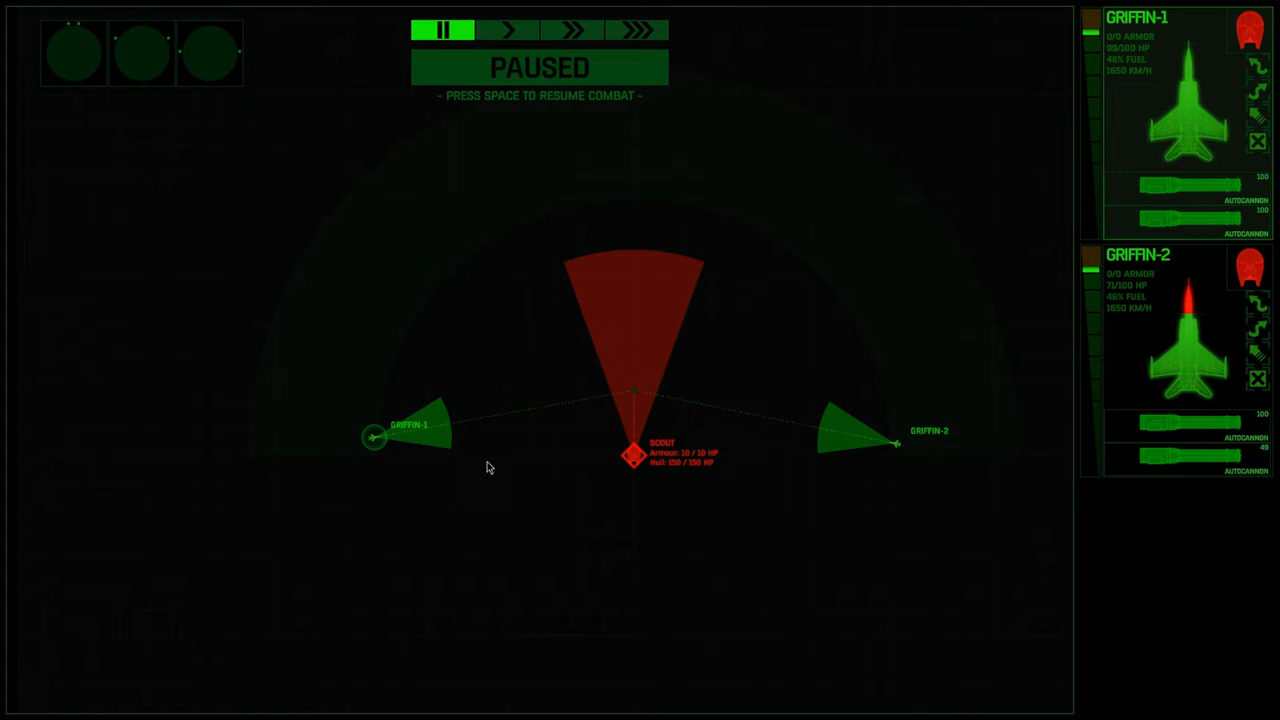 PAUSED
- PRESS SPACE TO RESUME COMBAT -
GRIFFIN-1
GRIFFIN-2
SCOUT
Armour: 10 / 10 HP
Hull: 150 / 150 HP
GRIFFIN-1
0/0 ARMOR
99/100 HP
46% FUEL
1650 KM/H
100
AUTOCANNON
100
AUTOCANNON
GRIFFIN-2
0/0 ARMOR
71/100 HP
46% FUEL
1650 KM/H
100
AUTOCANNON
49
AUTOCANNON